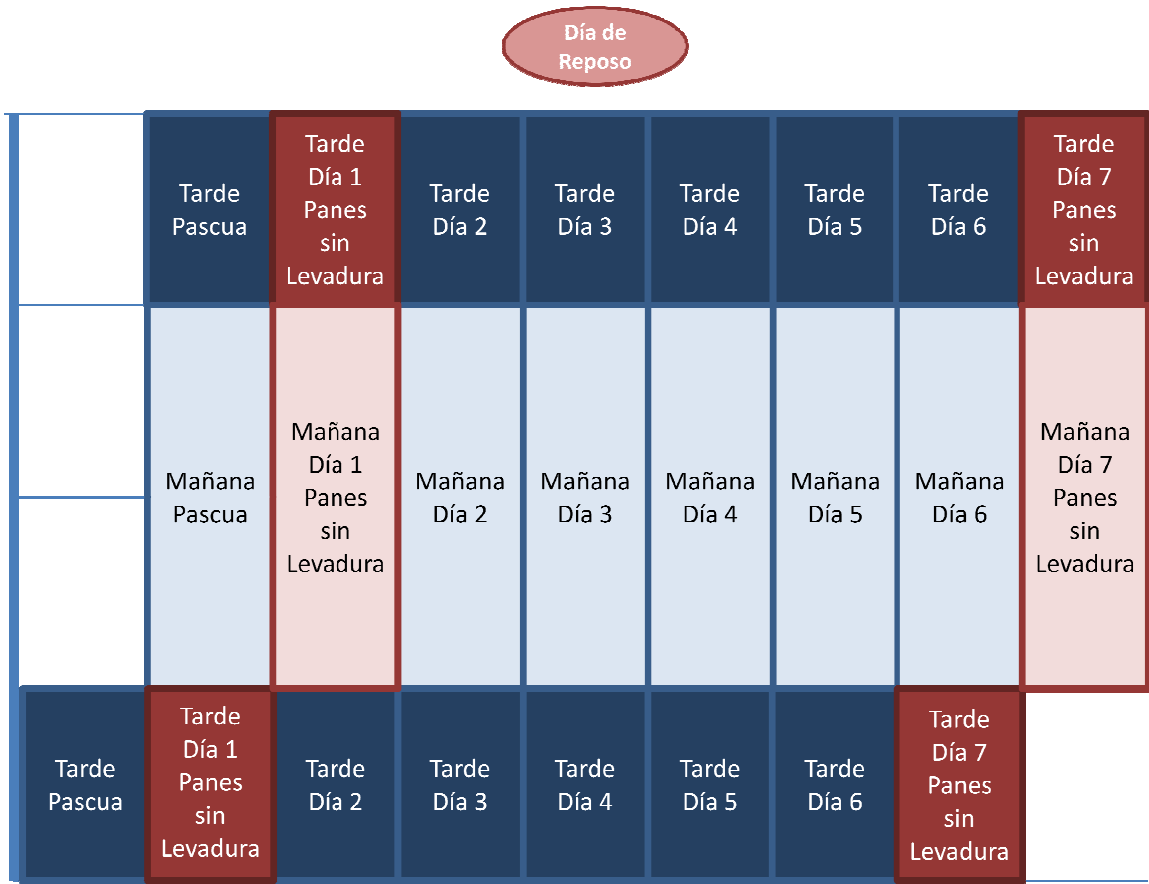 Día de
Reposo
Tarde
Pascua
Tarde
Día 1
Panes
sin
Levadura
Tarde
Día 2
Tarde
Día 3
Tarde
Día 4
Tarde
Día 5
Tarde
Día 6
Tarde
Día 7
Panes
sin
Levadura
Mañana
Pascua
Mañana
Día 1
Panes
sin
Levadura
Mañana
Día 2
Mañana
Día 3
Mañana
Día 4
Mañana
Día 5
Mañana
Día 6
Mañana
Día 7
Panes
sin
Levadura
Tarde
Pascua
Tarde
Día 1
Panes
sin
Levadura
Tarde
Día 2
Tarde
Día 3
Tarde
Día 4
Tarde
Día 5
Tarde
Día 6
Tarde
Día 7
Panes
sin
Levadura